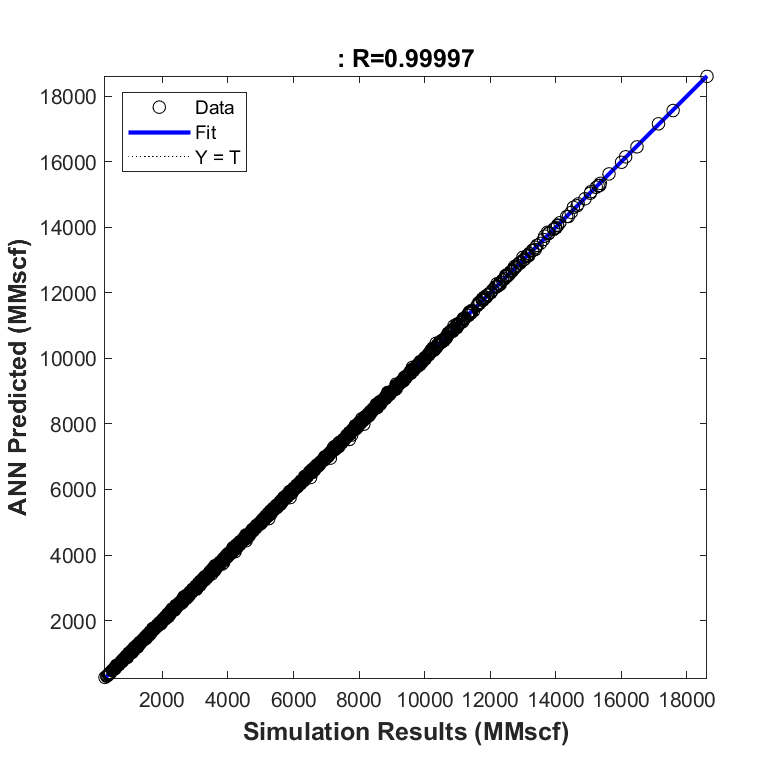 : R=0.99997
Data
Fit
Y = T
18000
16000
14000
12000
10000
8000
6000
4000
2000
ANN Predicted (MMscf)
2000 4000 6000 8000 10000 12000 14000 16000 18000
Simulation Results (MMscf)